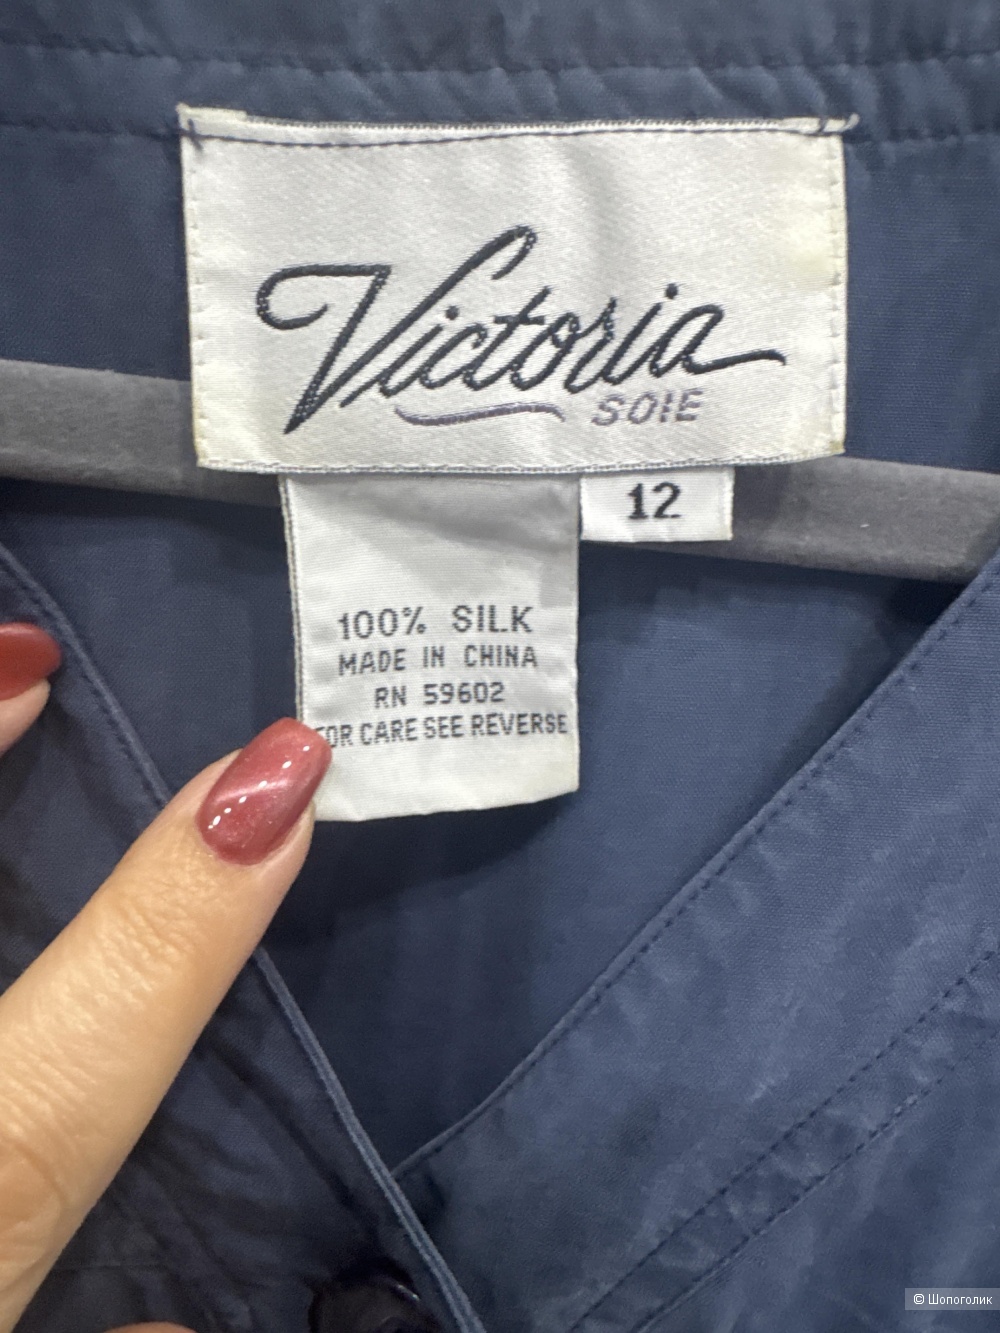 Victoria
SOIE
12
100% SILK
MADE IN CHINA
RN 59602
FOR CARE SEE REVERSE
© Шопоголик